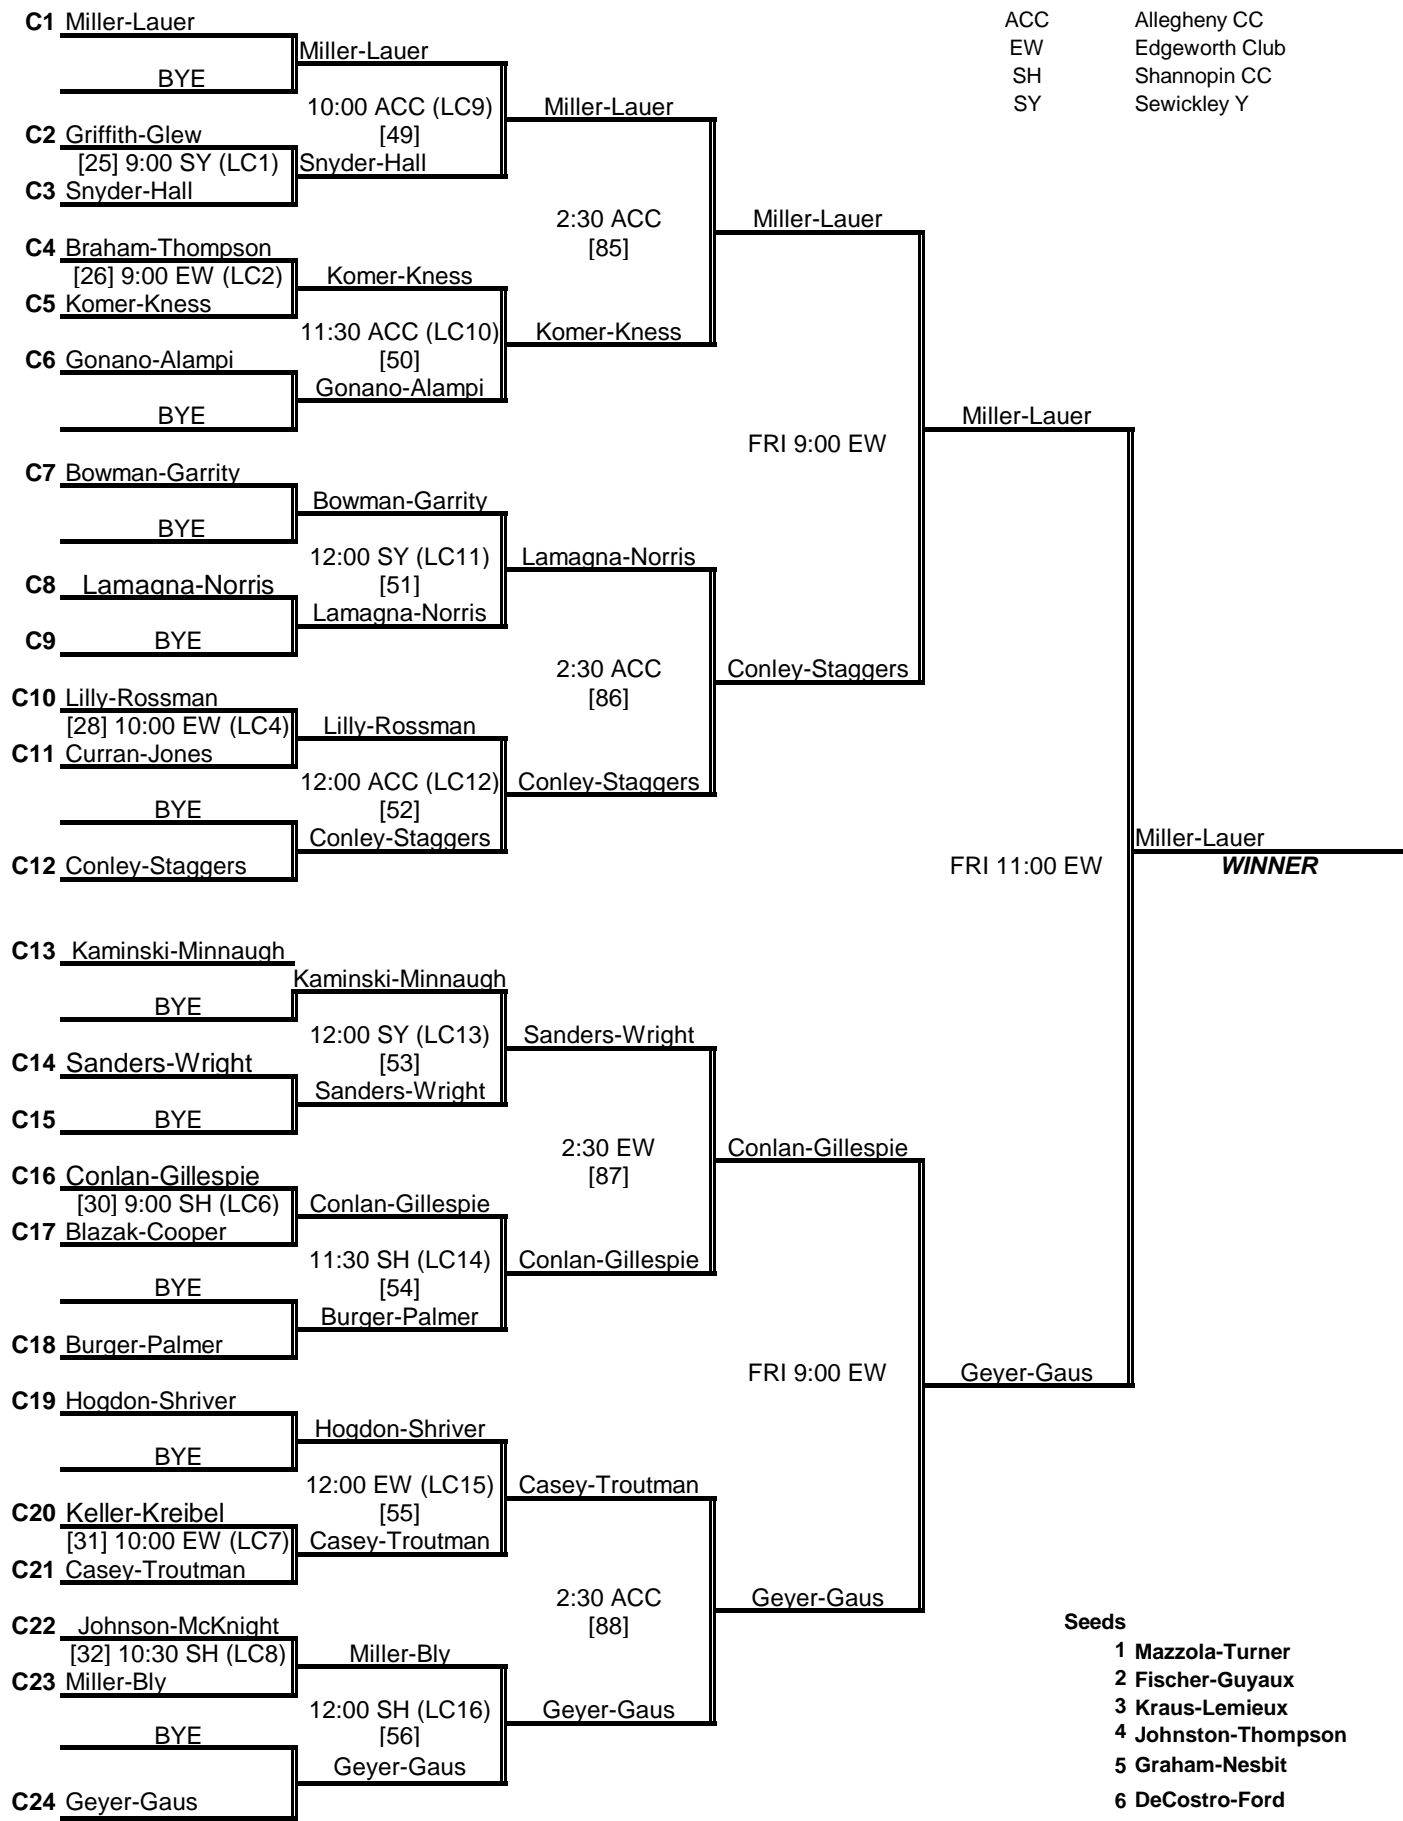 C1 Miller-Lauer
ACC Allegheny CC
Miller-Lauer
EW Edgeworth Club
BYE
SH Shannopin CC
10:00 ACC (LC9)
Miller-Lauer
SY Sewickley Y
C2 Griffith-Glew
[49]
[25] 9:00 SY (LC1)
Snyder-Hall
C3 Snyder-Hall
2:30 ACC
Miller-Lauer
C4 Braham-Thompson
[85]
[26] 9:00 EW (LC2)
Komer-Kness
C5 Komer-Kness
11:30 ACC (LC10)
Komer-Kness
C6 Gonano-Alampi
[50]
Gonano-Alampi
BYE
Miller-Lauer
FRI 9:00 EW
C7 Bowman-Garrity
Bowman-Garrity
BYE
12:00 SY (LC11)
Lamagna-Norris
C8 Lamagna-Norris
[51]
Lamagna-Norris
C9 BYE
2:30 ACC
Conley-Staggers
C10 Lilly-Rossman
[86]
[28] 10:00 EW (LC4)
Lilly-Rossman
C11 Curran-Jones
12:00 ACC (LC12)
Conley-Staggers
BYE
[52]
Conley-Staggers
Miller-Lauer
C12 Conley-Staggers
FRI 11:00 EW
WINNER
C13 Kaminski-Minnaugh
Kaminski-Minnaugh
BYE
12:00 SY (LC13)
Sanders-Wright
C14 Sanders-Wright
[53]
Sanders-Wright
C15 BYE
2:30 EW
Conlan-Gillespie
C16 Conlan-Gillespie
[87]
[30] 9:00 SH (LC6)
Conlan-Gillespie
C17 Blazak-Cooper
11:30 SH (LC14)
Conlan-Gillespie
BYE
[54]
Burger-Palmer
C18 Burger-Palmer
FRI 9:00 EW
Geyer-Gaus
C19 Hogdon-Shriver
Hogdon-Shriver
BYE
12:00 EW (LC15)
Casey-Troutman
C20 Keller-Kreibel
[55]
[31] 10:00 EW (LC7)
Casey-Troutman
C21 Casey-Troutman
2:30 ACC
Geyer-Gaus
C22 Johnson-McKnight
[88]
Seeds
[32] 10:30 SH (LC8)
Miller-Bly
1 Mazzola-Turner
C23 Miller-Bly
2 Fischer-Guyaux
12:00 SH (LC16)
Geyer-Gaus
3 Kraus-Lemieux
BYE
[56]
4 Johnston-Thompson
Geyer-Gaus
5 Graham-Nesbit
C24 Geyer-Gaus
6 DeCostro-Ford